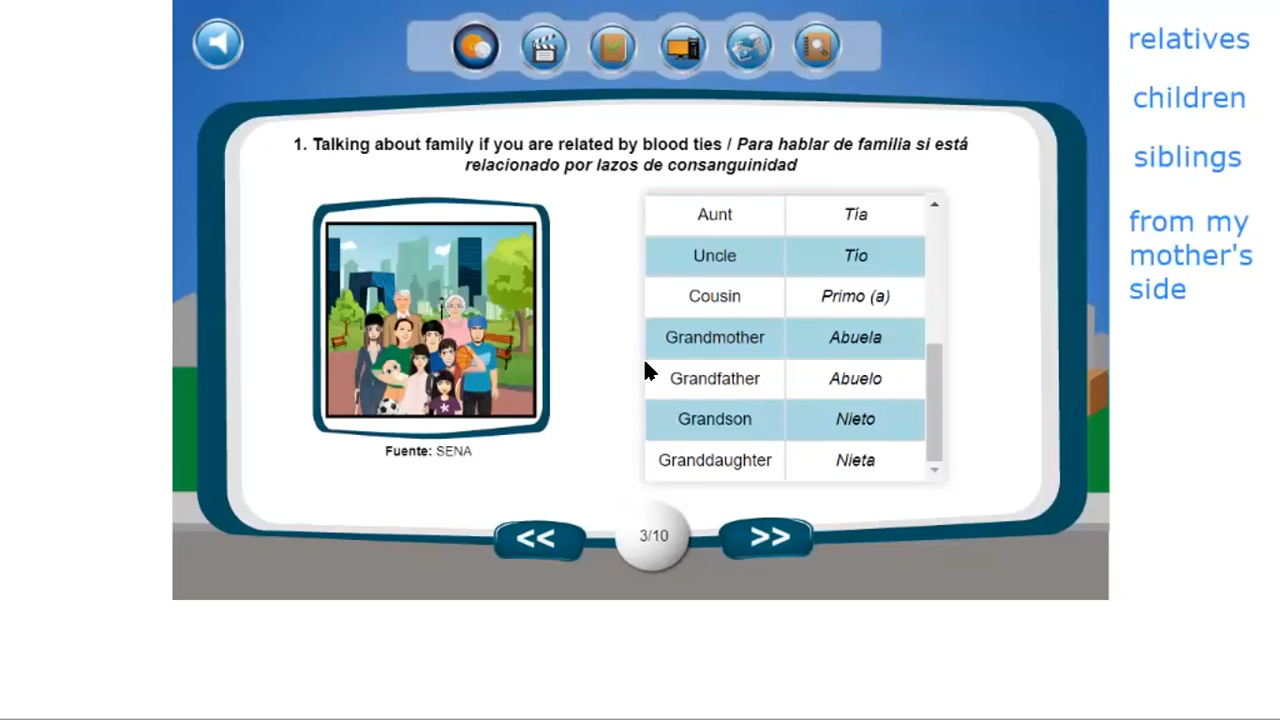 1. Talking about family if you are related by blood ties / Para hablar de familia si está
relacionado por lazos de consanguinidad
Aunt Tía
Uncle Tío
Cousin Primo (a)
Grandmother Abuela
Grandfather Abuelo
Grandson Nieto
Granddaughter Nieta
Fuente: SENA
<< 3/10 >>
relatives
children
siblings
from my
mother's
side